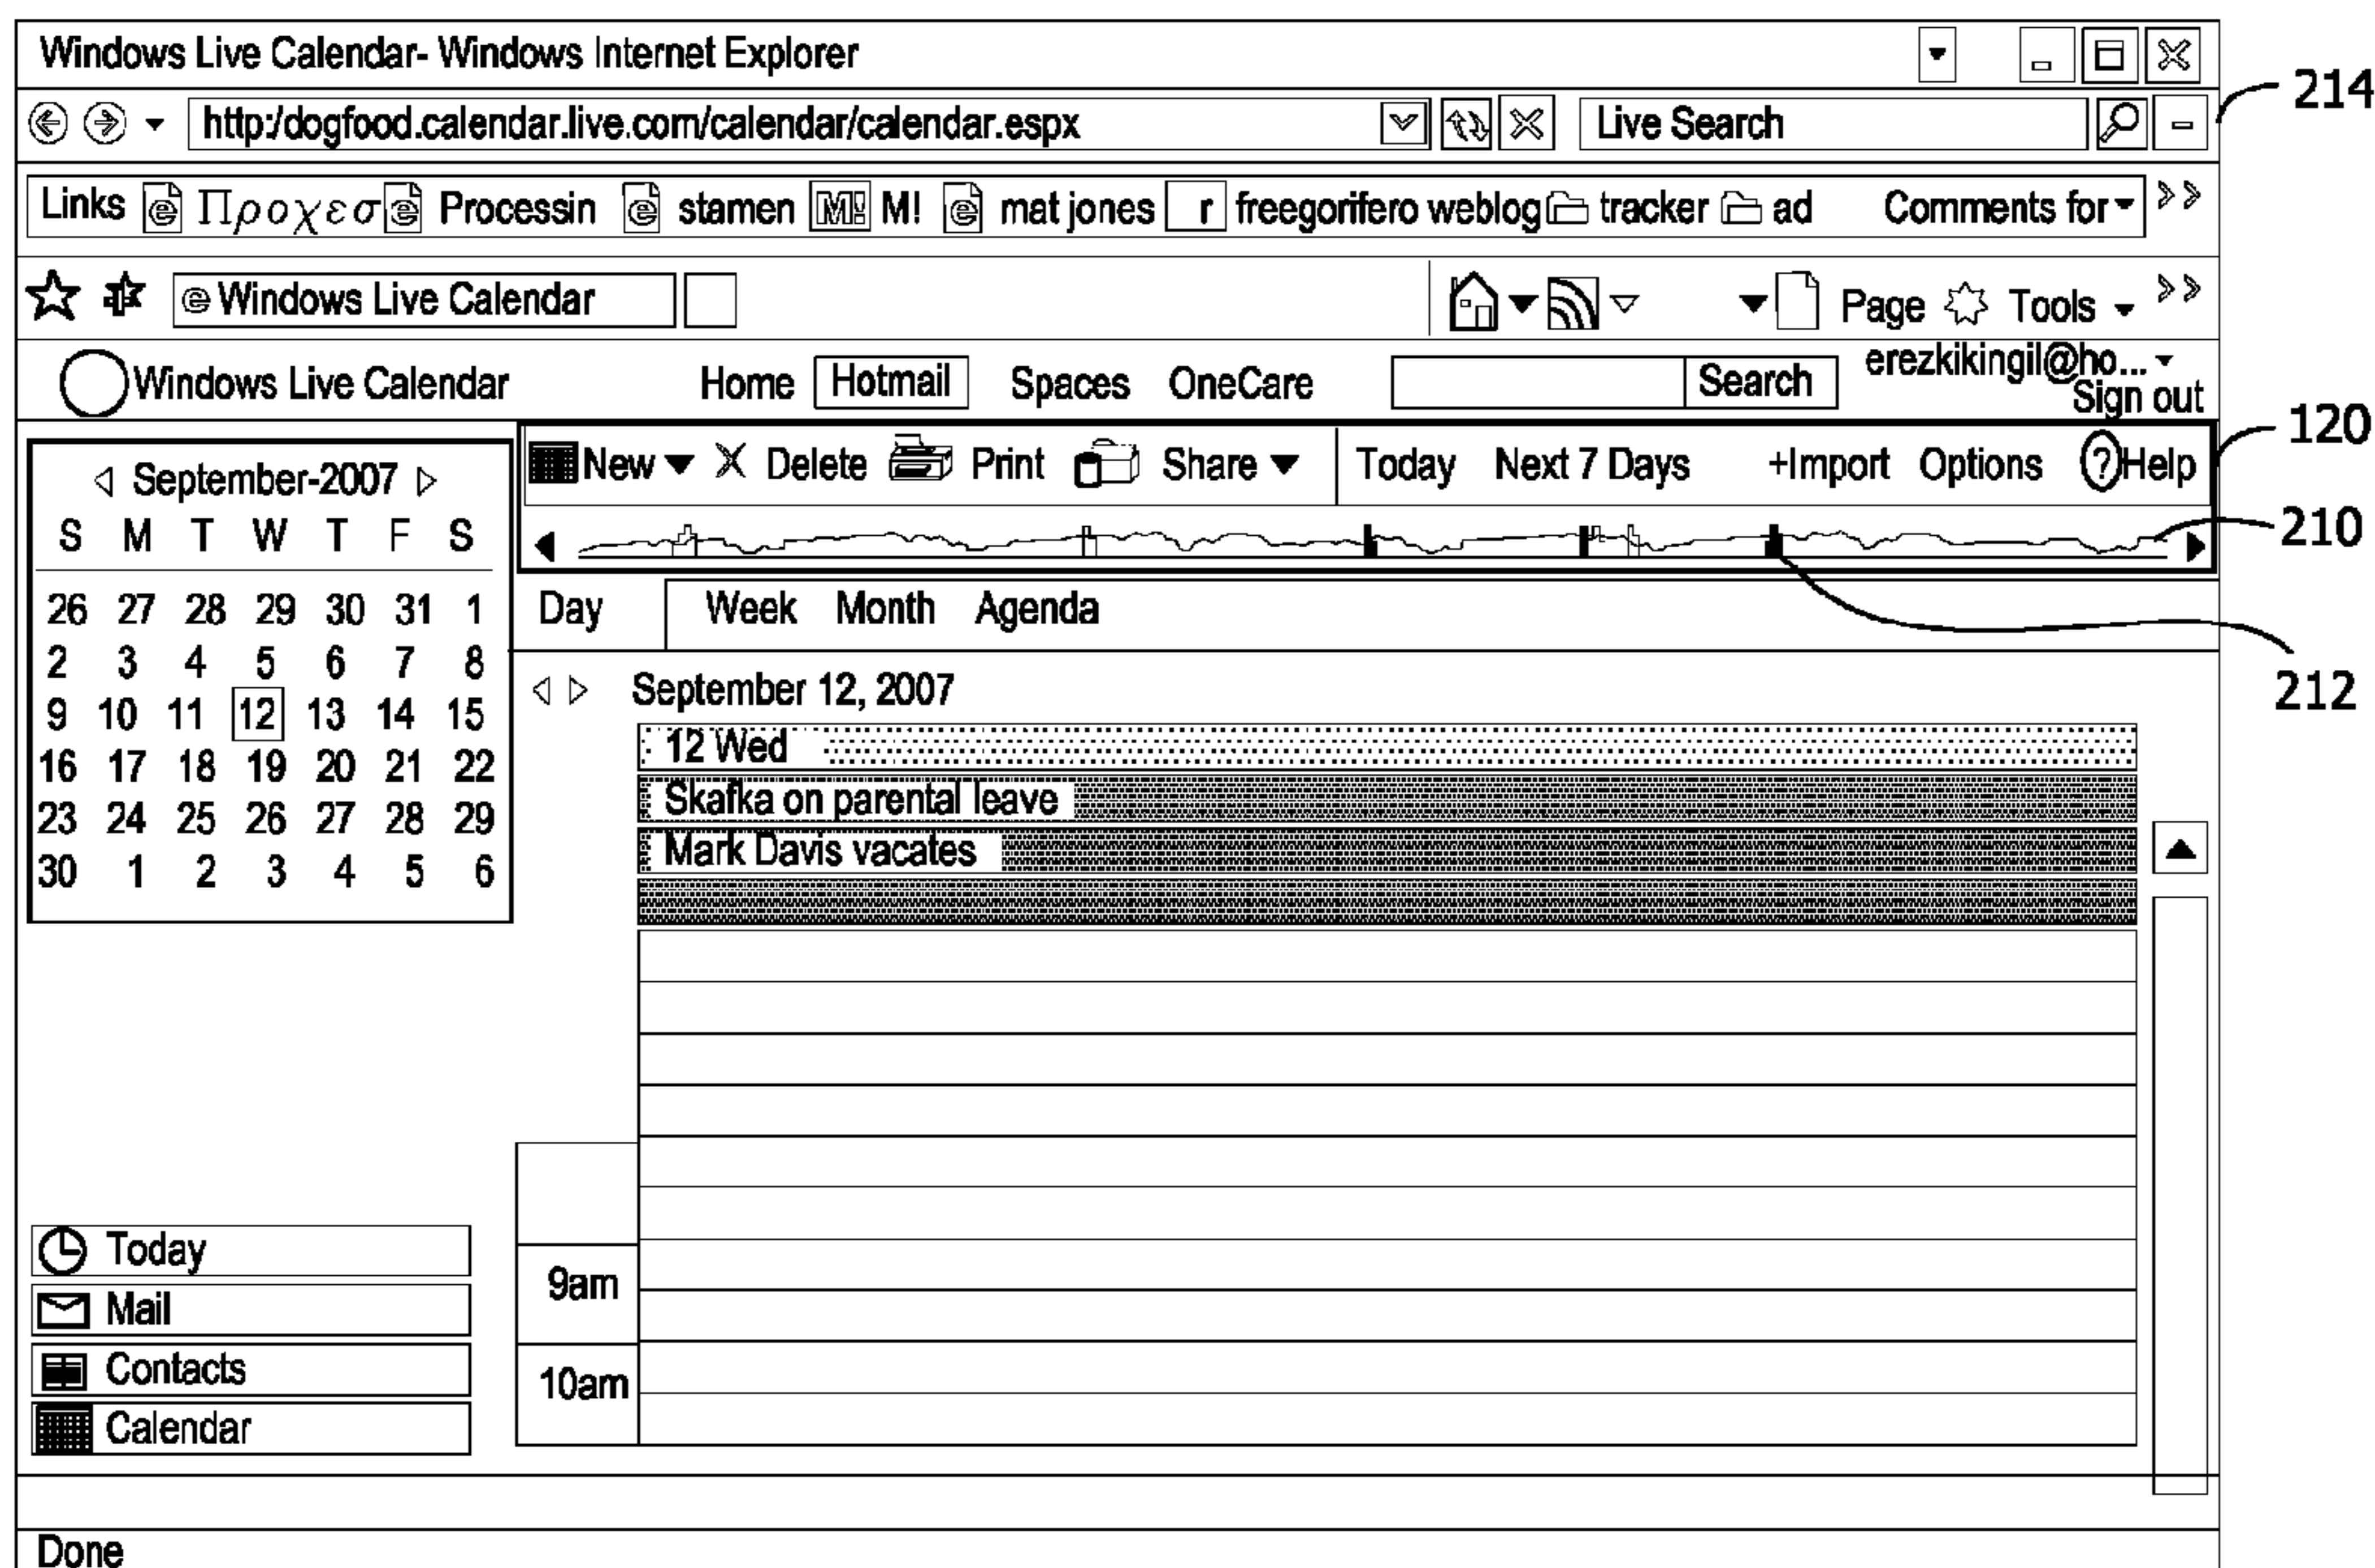 Windows Live Calendar- Windows Internet Explorer
214
http:/dogfood.calendar.live.com/calendar/calendar.espx Live Search
Links Προχεσ Processin stamen M! M! mat jones r freegorifero weblog tracker ad Comments for
Windows Live Calendar Page Tools
Windows Live Calendar Home Hotmail Spaces OneCare Search erezkikingil@ho...
Sign out
120
New Delete Print Share Today Next 7 Days +Import Options ?Help
210
September-2007
S M T W T F S
26 27 28 29 30 31 1
2 3 4 5 6 7 8
9 10 11 12 13 14 15
16 17 18 19 20 21 22
23 24 25 26 27 28 29
30 1 2 3 4 5 6
Day Week Month Agenda
212
September 12, 2007
12 Wed
Skafka on parental leave
Mark Davis vacates
9am
10am
Today
Mail
Contacts
Calendar
Done